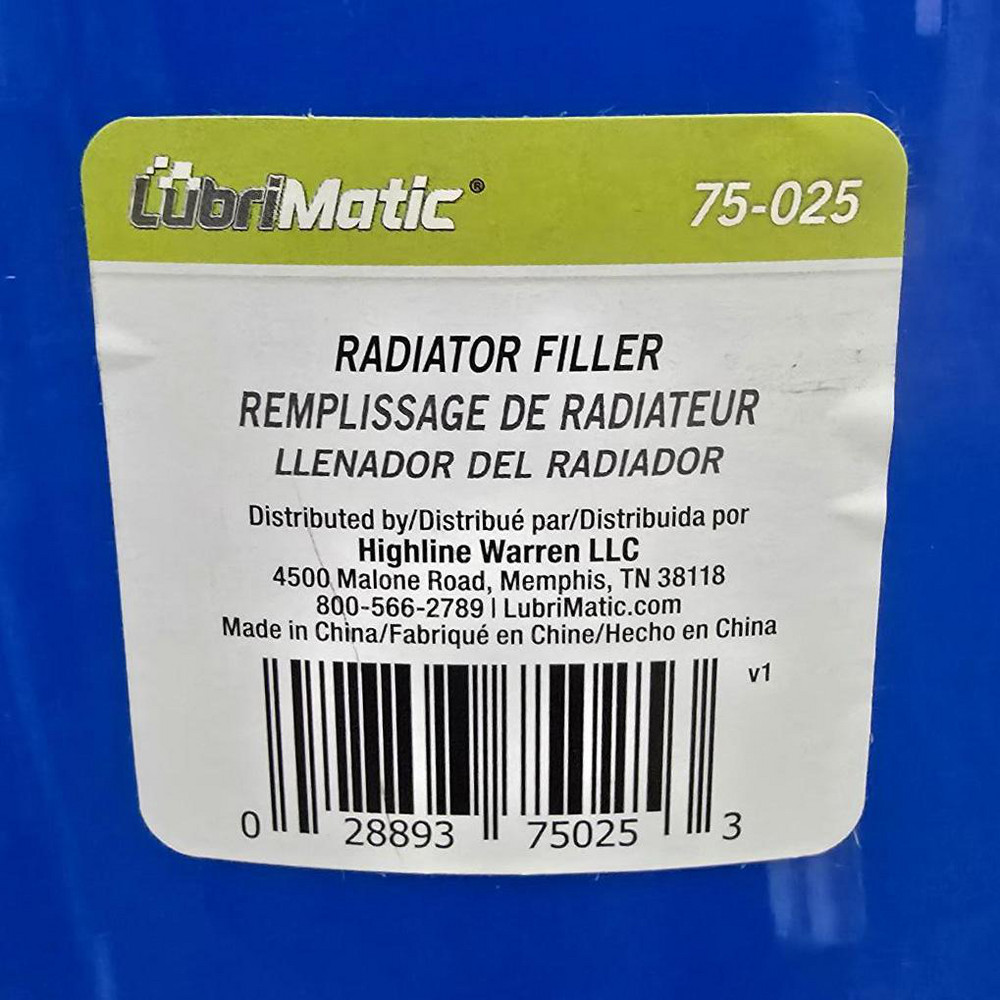 LubriMatic® 75-025
RADIATOR FILLER
REMPLISSAGE DE RADIATEUR
LLENADOR DEL RADIADOR
Distributed by/Distribué par/Distribuida por
Highline Warren LLC
4500 Malone Road, Memphis, TN 38118
800-566-2789 | LubriMatic.com
Made in China/Fabriqué en Chine/Hecho en China
v1
0 28893 75025 3